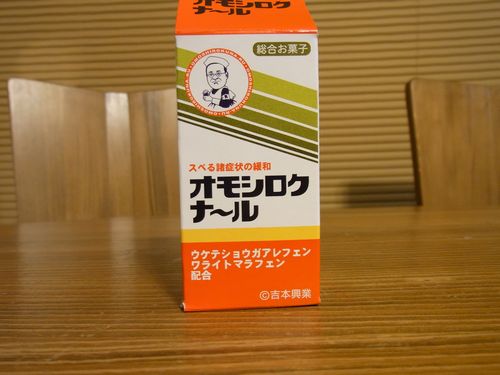 オモシロク
ナ〜ル
総合お菓子
スベる諸症状の緩和
オモシロク
ナ〜ル
ウケテショウガアレフェン
ワライトマラフェン
配合
©吉本興業